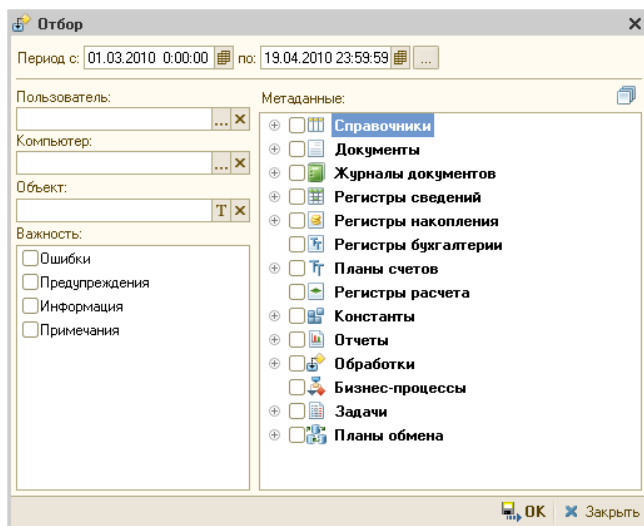 Отбор
Период с: 01.03.2010 0:00:00 по: 19.04.2010 23:59:59 ...
Пользователь:
...
Компьютер:
...
Объект:
T
Важность:
Ошибки
Предупреждения
Информация
Примечания
Метаданные:
Справочники
Документы
Журналы документов
Регистры сведений
Регистры накопления
Регистры бухгалтерии
Планы счетов
Регистры расчета
Константы
Отчеты
Обработки
Бизнес-процессы
Задачи
Планы обмена
OK Закрыть